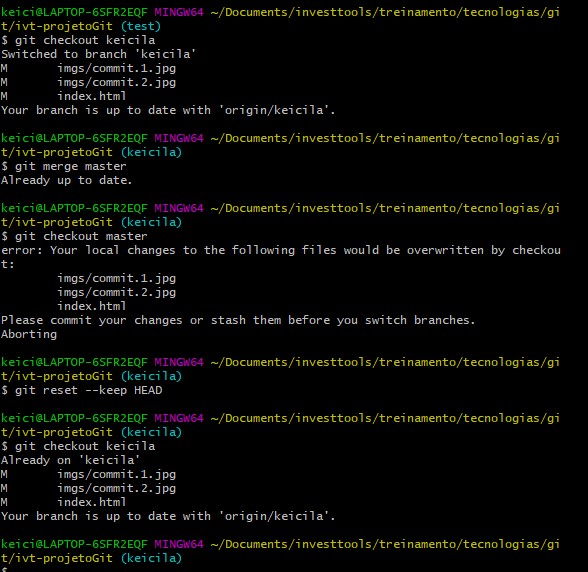 keici@LAPTOP-6SFR2EQF MINGW64 ~/Documents/investtools/treinamento/tecnologias/gi
t/ivt-projetoGit (test)
$ git checkout keicila
Switched to branch 'keicila'
M       imgs/commit.1.jpg
M       imgs/commit.2.jpg
M       index.html
Your branch is up to date with 'origin/keicila'.

keici@LAPTOP-6SFR2EQF MINGW64 ~/Documents/investtools/treinamento/tecnologias/gi
t/ivt-projetoGit (keicila)
$ git merge master
Already up to date.

keici@LAPTOP-6SFR2EQF MINGW64 ~/Documents/investtools/treinamento/tecnologias/gi
t/ivt-projetoGit (keicila)
$ git checkout master
error: Your local changes to the following files would be overwritten by checkou
t:
        imgs/commit.1.jpg
        imgs/commit.2.jpg
        index.html
Please commit your changes or stash them before you switch branches.
Aborting

keici@LAPTOP-6SFR2EQF MINGW64 ~/Documents/investtools/treinamento/tecnologias/gi
t/ivt-projetoGit (keicila)
$ git reset --keep HEAD

keici@LAPTOP-6SFR2EQF MINGW64 ~/Documents/investtools/treinamento/tecnologias/gi
t/ivt-projetoGit (keicila)
$ git checkout keicila
Already on 'keicila'
M       imgs/commit.1.jpg
M       imgs/commit.2.jpg
M       index.html
Your branch is up to date with 'origin/keicila'.

keici@LAPTOP-6SFR2EQF MINGW64 ~/Documents/investtools/treinamento/tecnologias/gi
t/ivt-projetoGit (keicila)
$